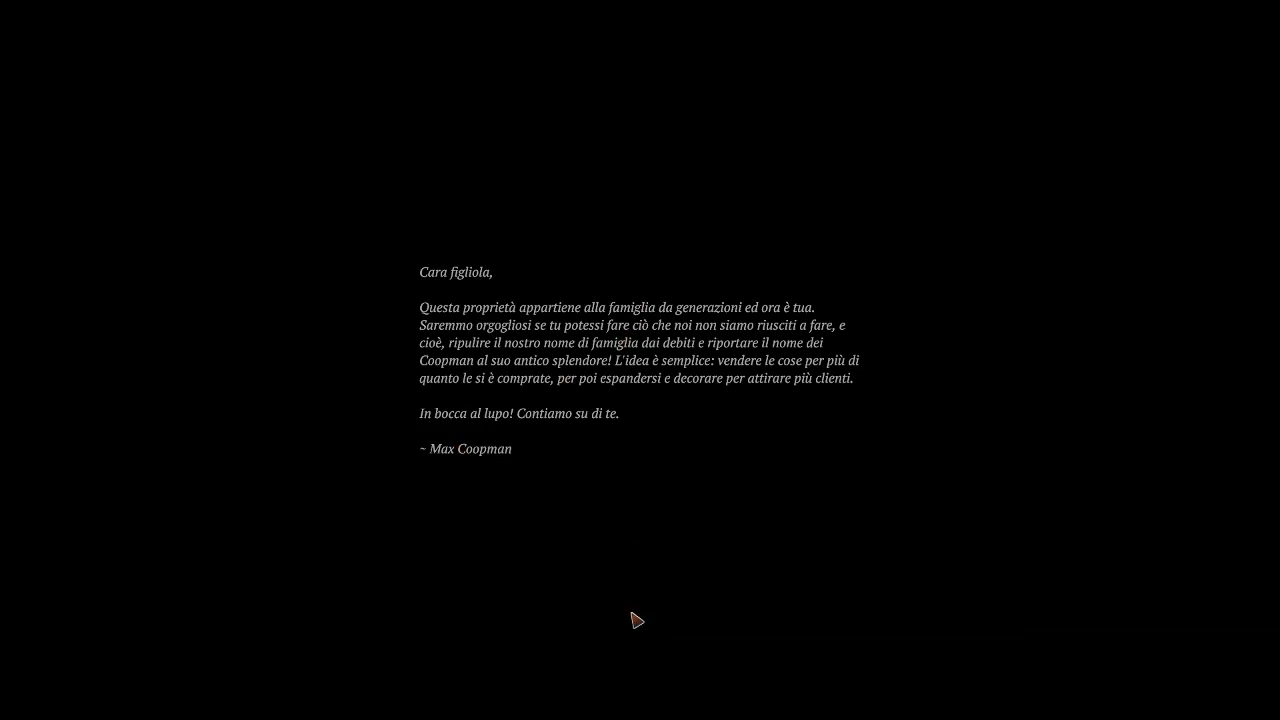 Cara figliola,
Questa proprietà appartiene alla famiglia da generazioni ed ora è tua.
Saremmo orgogliosi se tu potessi fare ciò che noi non siamo riusciti a fare, e
cioè, ripulire il nostro nome di famiglia dai debiti e riportare il nome dei
Coopman al suo antico splendore! L'idea è semplice: vendere le cose per più di
quanto le si è comprate, per poi espandersi e decorare per attirare più clienti.
In bocca al lupo! Contiamo su di te.
~ Max Coopman